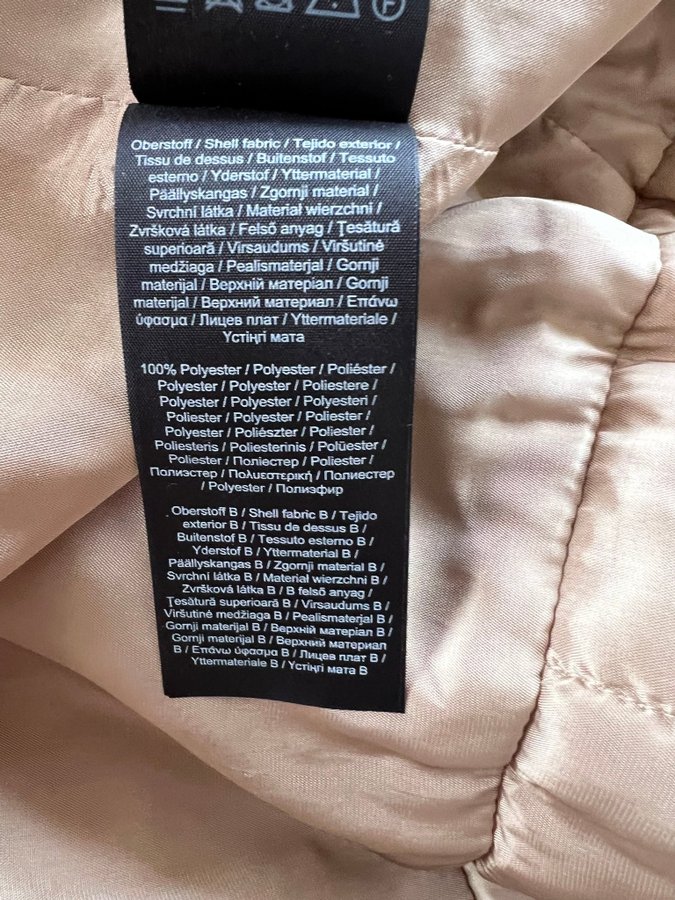 Oberstoff / Shell fabric / Tejido exterior /
Tissu de dessus / Buitenstof / Tessuto
esterno / Yderstof / Yttermaterial /
Päällyskangas / Zgornji material /
Svrchní látka / Materiał wierzchni /
Zvršková látka / Felső anyag / Țesătură
superioară / Virsaudums / Viršutinė
medžiaga / Pealismaterjal / Gornji
materijal / Верхній матеріал / Gornji
materijal / Верхний материал / Επάνω
ύφασμα / Лицев плат / Yttermateriale /
Үстіңгі мата
100% Polyester / Polyester / Poliéster /
Polyester / Polyester / Poliestere /
Polyester / Polyester / Polyesteri /
Poliester / Polyester / Poliester /
Polyester / Poliészter / Poliester /
Poliesteris / Poliesterinis / Polüester /
Poliester / Поліестер / Poliester /
Полиэстер / Πολυεστερική / Полиестер
/ Polyester / Полиэфир
Oberstoff B / Shell fabric B / Tejido
exterior B / Tissu de dessus B /
Buitenstof B / Tessuto esterno B /
Yderstof B / Yttermaterial B /
Päällyskangas B / Zgornji material B /
Svrchní látka B / Materiał wierzchni B /
Zvršková látka B / B felső anyag /
Țesătură superioară B / Virsaudums B /
Viršutinė medžiaga B / Pealismaterjal B /
Gornji materijal B / Верхній матеріал B /
Gornji materijal B / Верхний материал
B / Επάνω ύφασμα B / Лицев плат B /
Yttermateriale B / Үстіңгі мата B